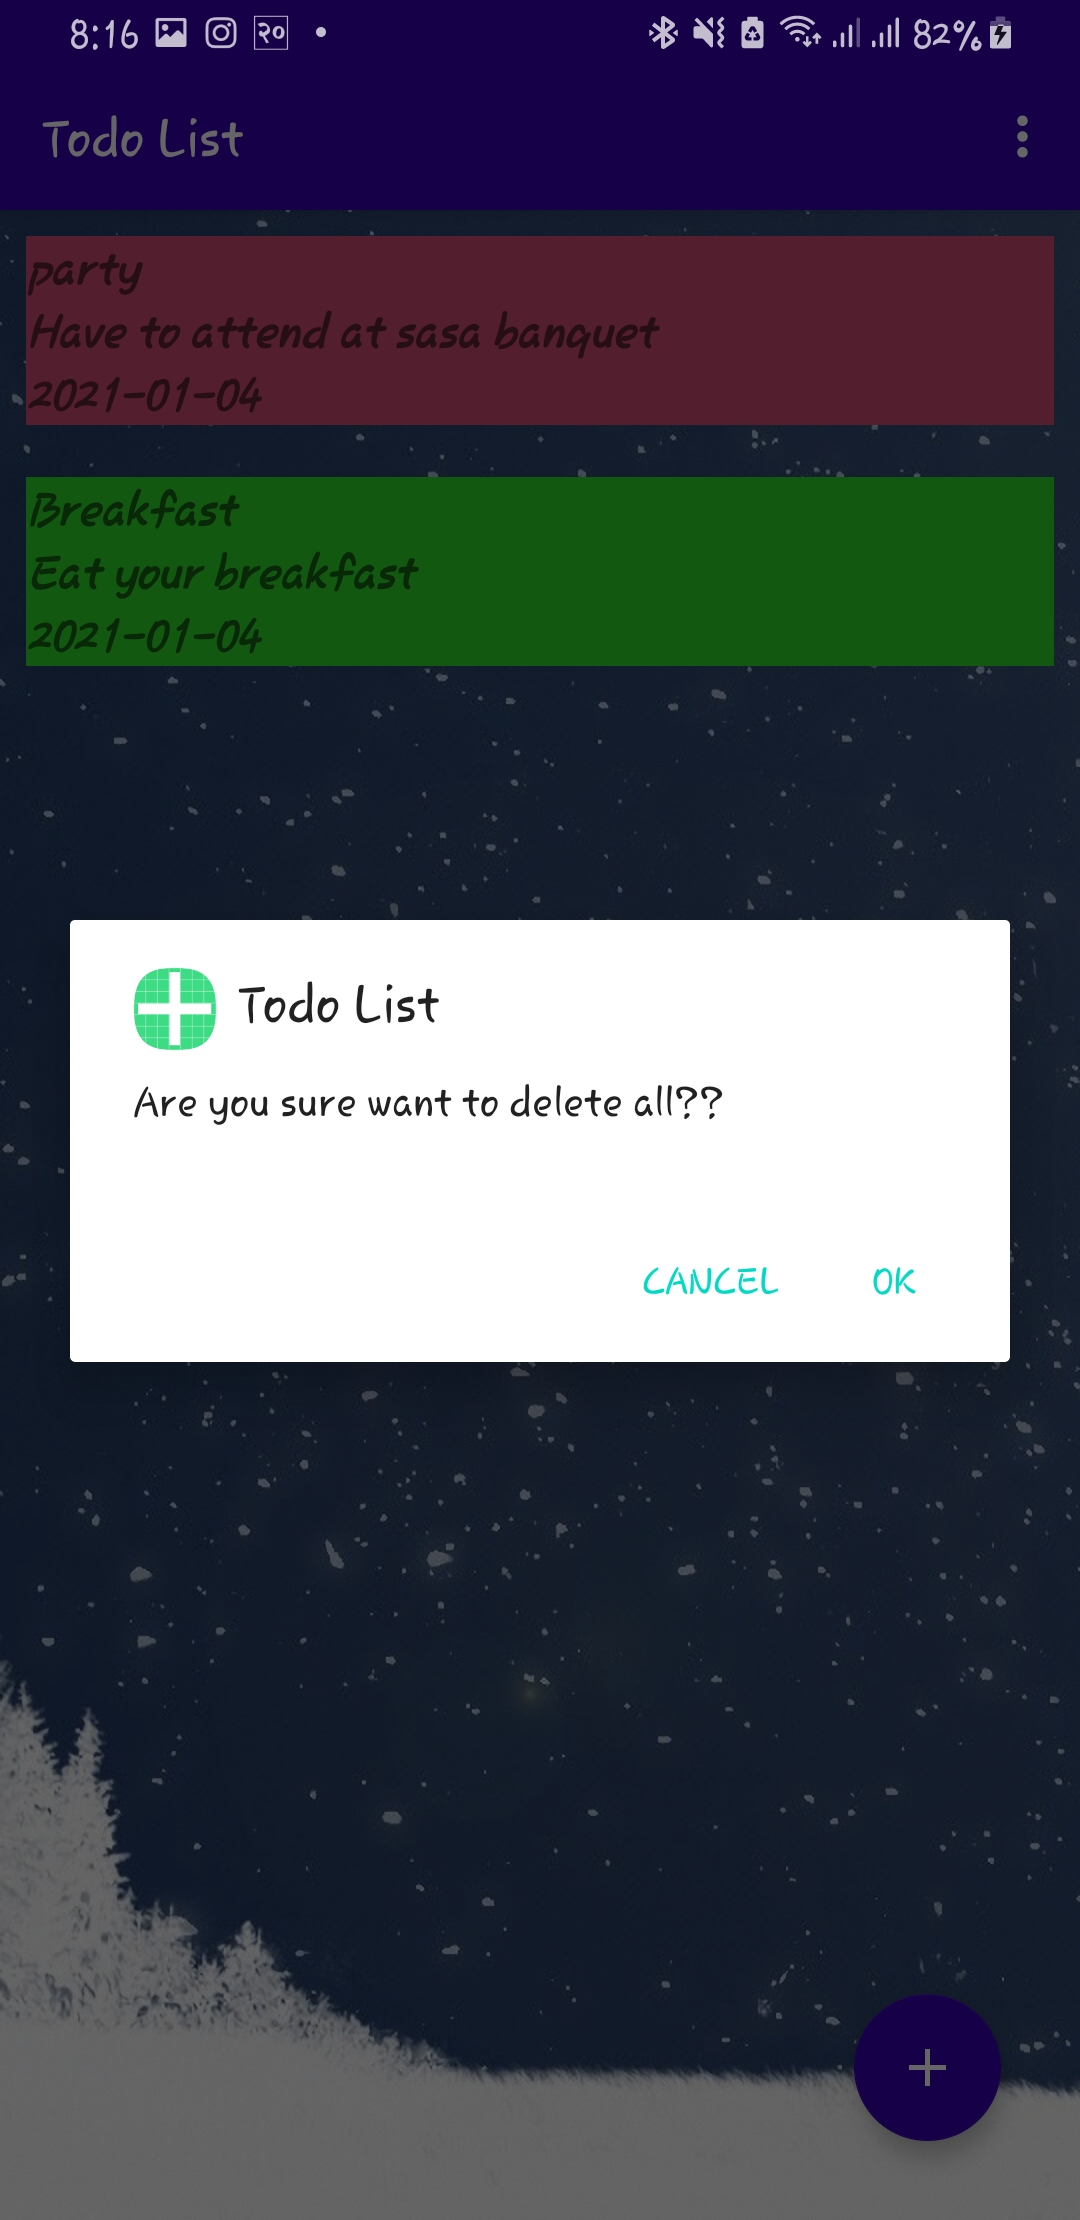 8:16 २० 82%
Todo List
party
Have to attend at sasa banquet
2021-01-04
Breakfast
Eat your breakfast
2021-01-04
Todo List
Are you sure want to delete all??
CANCEL OK